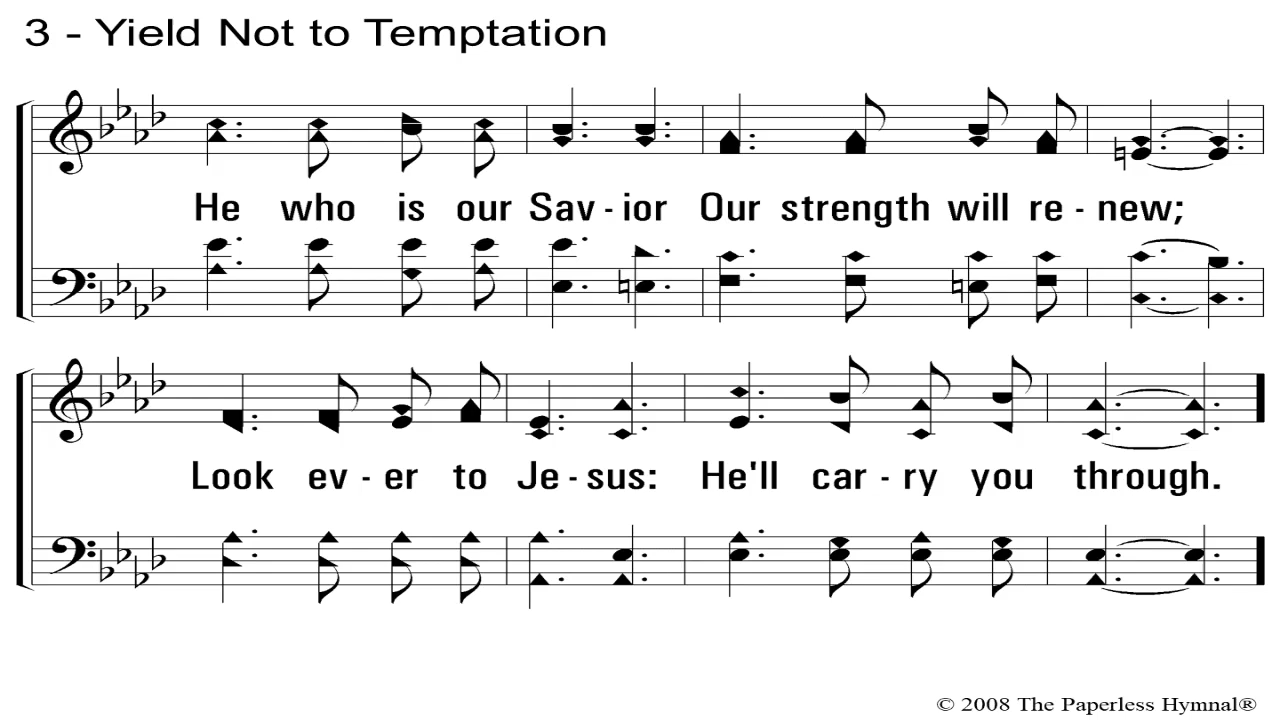 3 - Yield Not to Temptation
He who is our Sav - ior Our strength will re - new;
Look ev - er to Je - sus: He'll car - ry you through.
© 2008 The Paperless Hymnal®